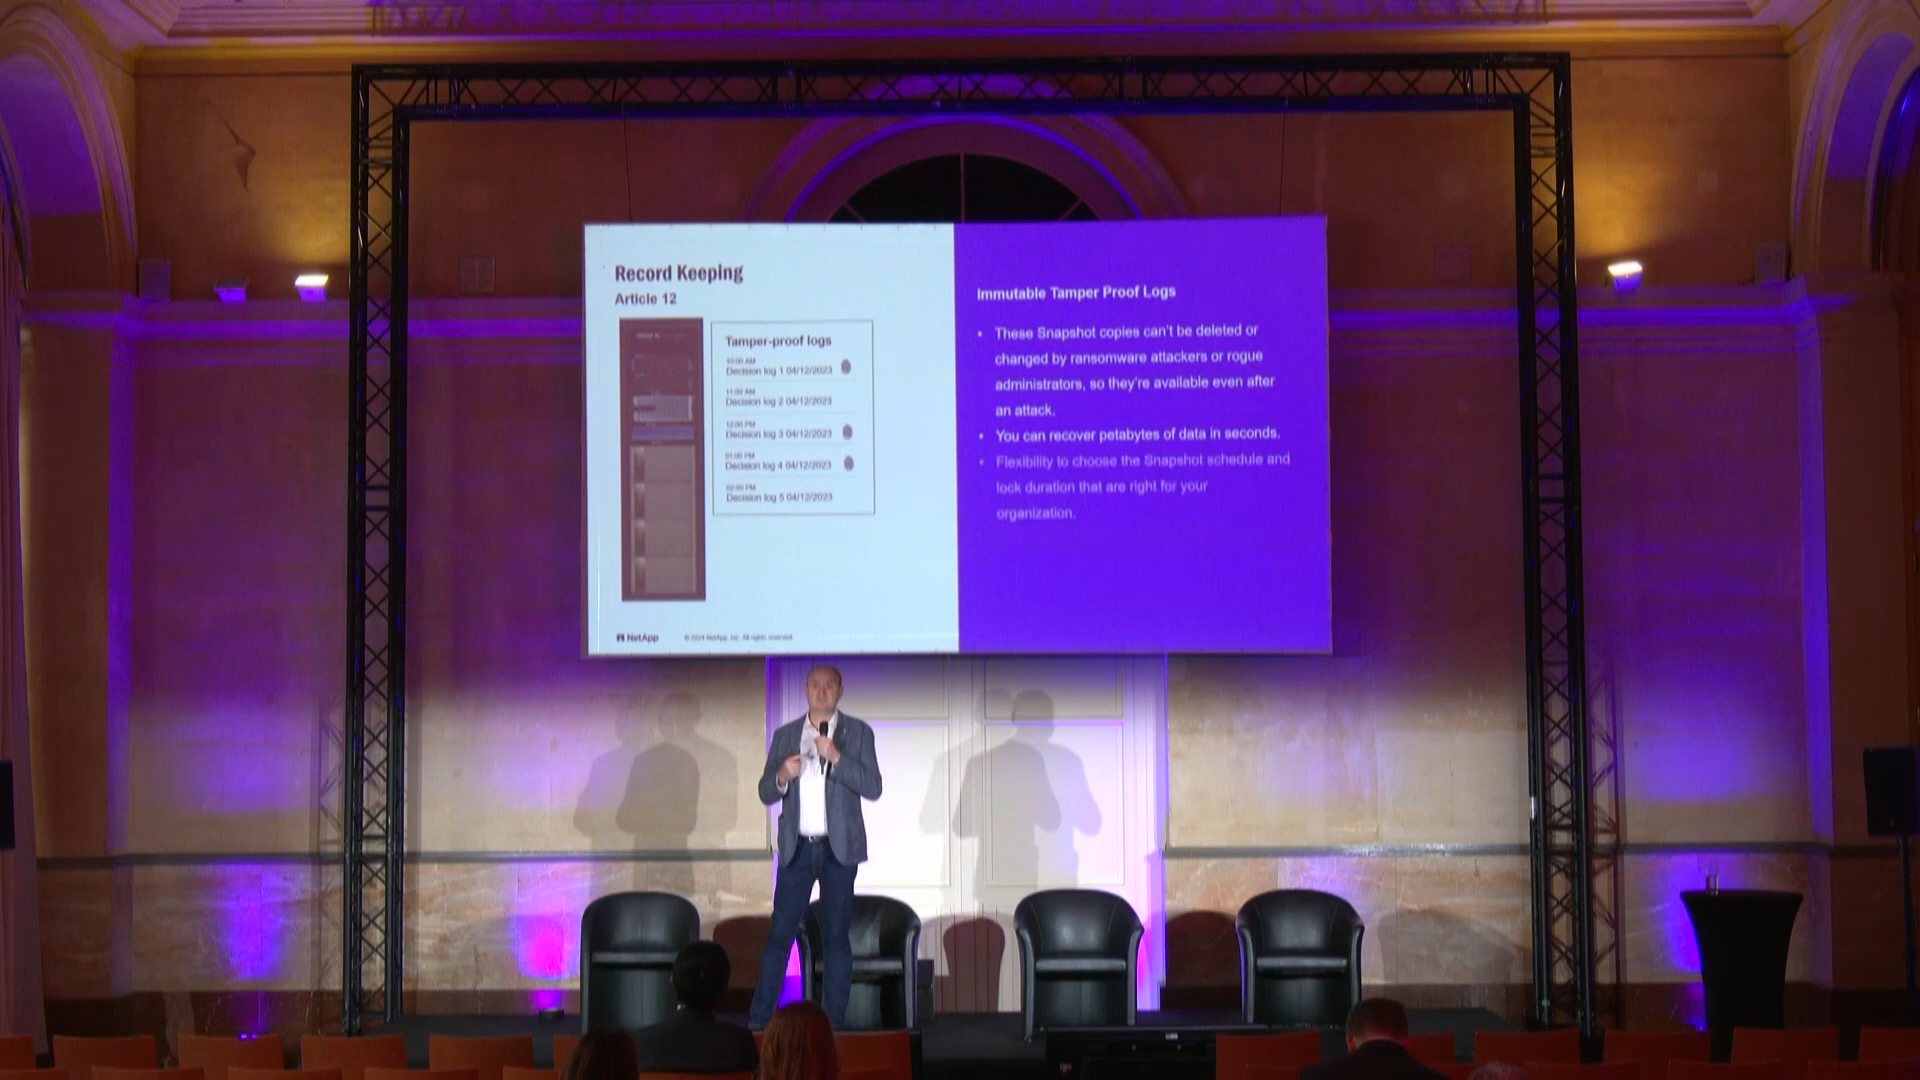 Record Keeping
Article 12
Tamper-proof logs
10:00 AM
Decision log 1 04/12/2023
11:00 AM
Decision log 2 04/12/2023
12:00 PM
Decision log 3 04/12/2023
01:00 PM
Decision log 4 04/12/2023
02:00 PM
Decision log 5 04/12/2023
NetApp
© 2024 NetApp, Inc. All rights reserved.
Immutable Tamper Proof Logs
• These Snapshot copies can't be deleted or
changed by ransomware attackers or rogue
administrators, so they're available even after
an attack.
• You can recover petabytes of data in seconds.
• Flexibility to choose the Snapshot schedule and
lock duration that are right for your
organization.